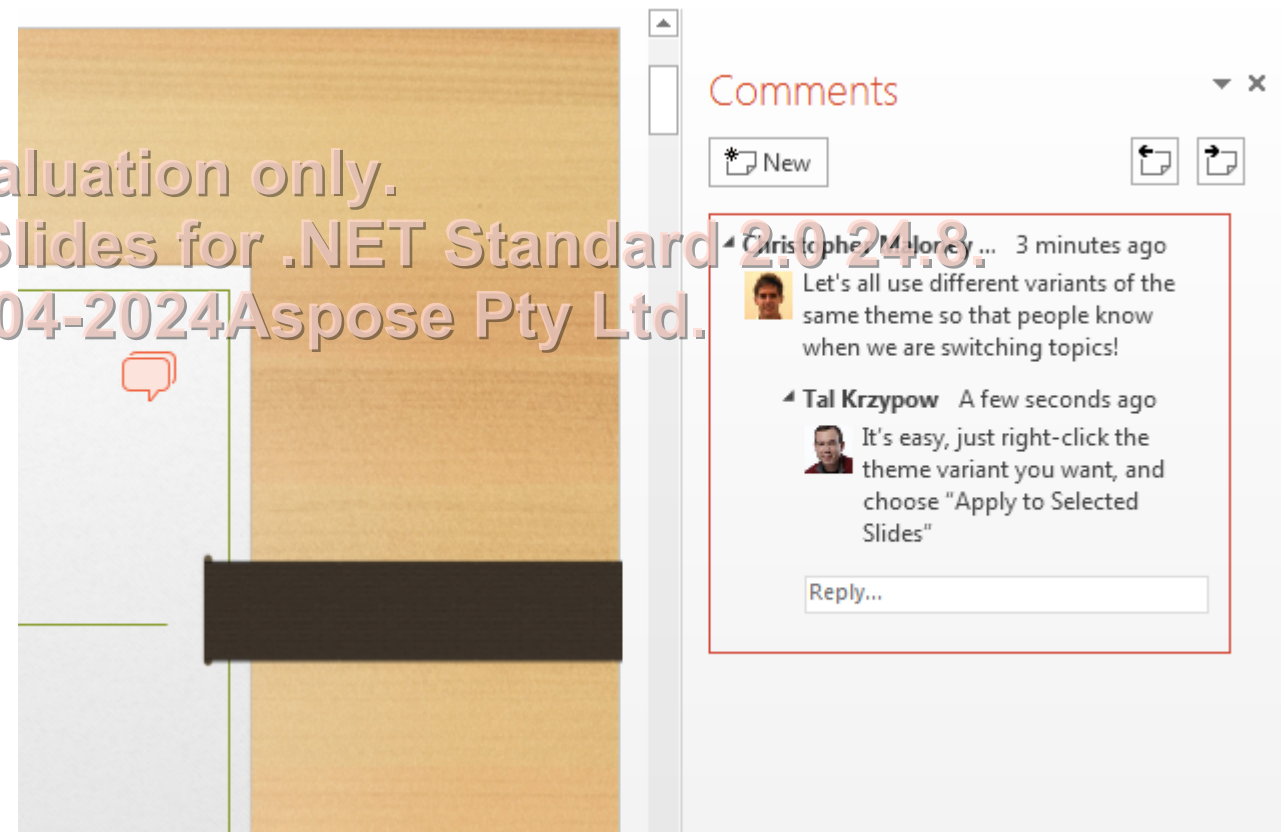 Comments
New
aluation only.
Slides for .NET Standard 2.0 24.8.
04-2024Aspose Pty Ltd.
Christopher Maloney ... 3 minutes ago
Let's all use different variants of the
same theme so that people know
when we are switching topics!
Tal Krzypow A few seconds ago
It's easy, just right-click the
theme variant you want, and
choose "Apply to Selected
Slides"
Reply...